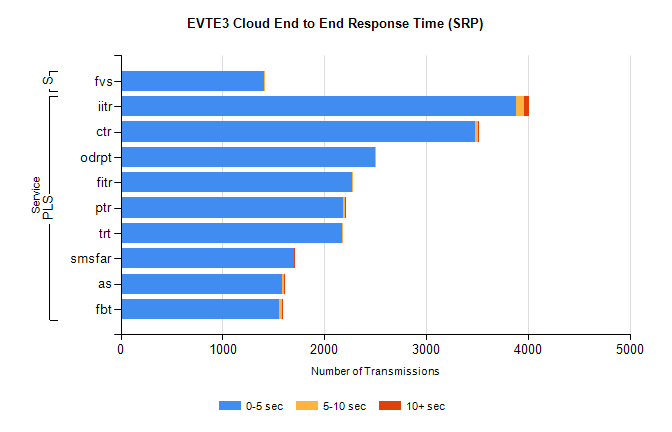 EVTE3 Cloud End to End Response Time (SRP)
Service
r S
PLS
fvs
iitr
ctr
odrpt
fitr
ptr
trt
smsfar
as
fbt
0 1000 2000 3000 4000 5000
Number of Transmissions
0-5 sec 5-10 sec 10+ sec